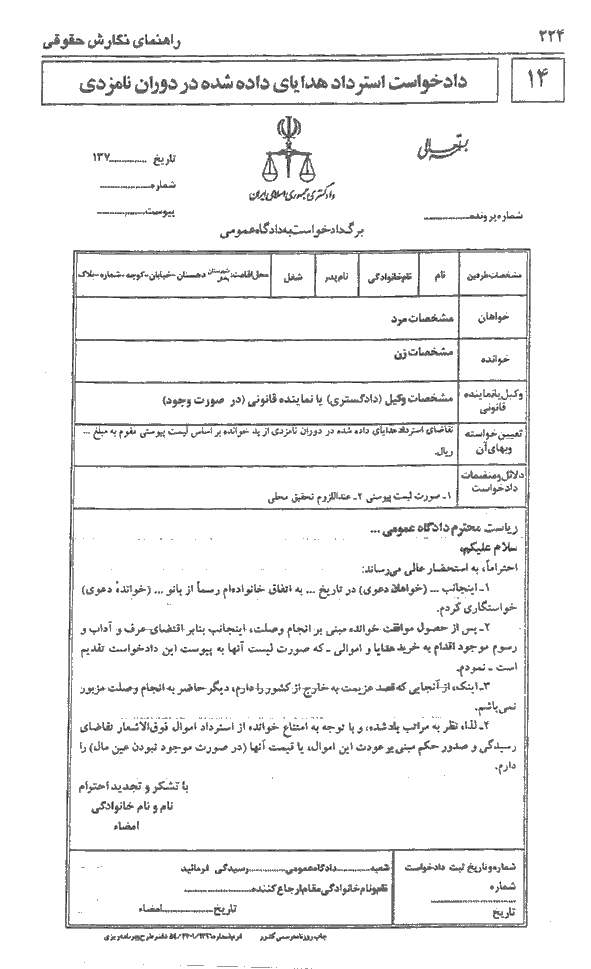 ۲۲۴ راهنمای نگارش حقوقی
۱۴ دادخواست استرداد هدایای داده شده در دوران نامزدی
بسمه تعالی
تاریخ ............ ۱۳۷
شماره....................
پیوست....................
دادگستری جمهوری اسلامی ایران
شماره پرونده....................
برگ دادخواست به دادگاه عمومی
مشخصات طرفین نام نام خانوادگی نام پدر شغل محل اقامت: شهرستان بخش دهستان - خیابان - کوچه - شماره - پلاک
خواهان مشخصات مرد
خوانده مشخصات زن
وکیل یا نماینده قانونی مشخصات وکیل (دادگستری) یا نماینده قانونی (در صورت وجود)
تعیین خواسته وبهای آن تقاضای استرداد هدایای داده شده در دوران نامزدی از ید خوانده بر اساس لیست پیوستی مقوم به مبلغ ...
ریال.
دلائل و منضمات دادخواست ۱ـ صورت لیست پیوستی ۲ـ عنداللزوم تحقیق محلی
ریاست محترم دادگاه عمومی ...
سلام علیکم،
احتراماً، به استحضار عالی می‌رساند:
۱ـ اینجانب ... (خواهان دعوی) در تاریخ ... به اتفاق خانواده‌ام رسماً از بانو ... (خواندهٔ دعوی)
خواستگاری کردم.
۲ـ پس از حصول موافقت خوانده مبنی بر انجام وصلت، اینجانب بنابر اقتضای عرف و آداب و
رسوم موجود اقدام به خرید هدایا و اموالی ـ که صورت لیست آنها به پیوست این دادخواست تقدیم
است ـ نمودم.
۳ـ اینک، از آنجایی که قصد عزیمت به خارج از کشور را دارم، دیگر حاضر به انجام وصلت مزبور
نمی‌باشم.
۴ـ لذا، نظر به مراتب یادشده، و با توجه به امتناع خوانده از استرداد اموال فوق‌الاشعار تقاضای
رسیدگی و صدور حکم مبنی بر عودت این اموال، یا قیمت آنها (در صورت موجود نبودن عین مال) را
دارم.
با تشکر و تجدید احترام
نام و نام خانوادگی
امضاء
شماره و تاریخ ثبت دادخواست
شماره
تاریخ
شعبه............دادگاه عمومی............رسیدگی فرمائید
نام و نام خانوادگی مقام ارجاع کننده....................
تاریخ....................امضاء
چاپ روزنامه رسمی کشور